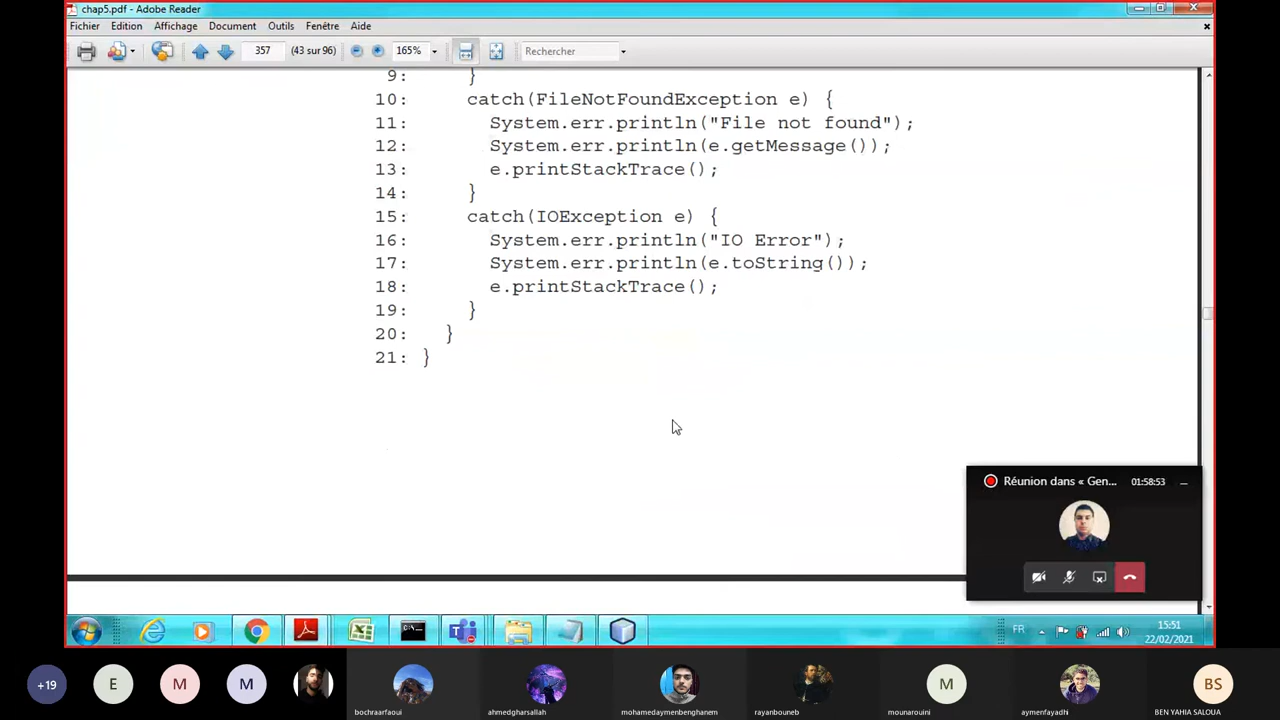 chap5.pdf - Adobe Reader
Fichier Edition Affichage Document Outils Fenêtre Aide
357 (43 sur 96) 165% Rechercher
9: }
10: catch(FileNotFoundException e) {
11: System.err.println("File not found");
12: System.err.println(e.getMessage());
13: e.printStackTrace();
14: }
15: catch(IOException e) {
16: System.err.println("IO Error");
17: System.err.println(e.toString());
18: e.printStackTrace();
19: }
20: }
21: }
Réunion dans « Gen... 01:58:53
FR 15:51
22/02/2021
+19 E M M M BS
bochraarfaoui ahmedgharsallah mohamedaymenbenghanem rayanbouneb mounarouini aymenfayadhi BEN YAHIA SALOUA